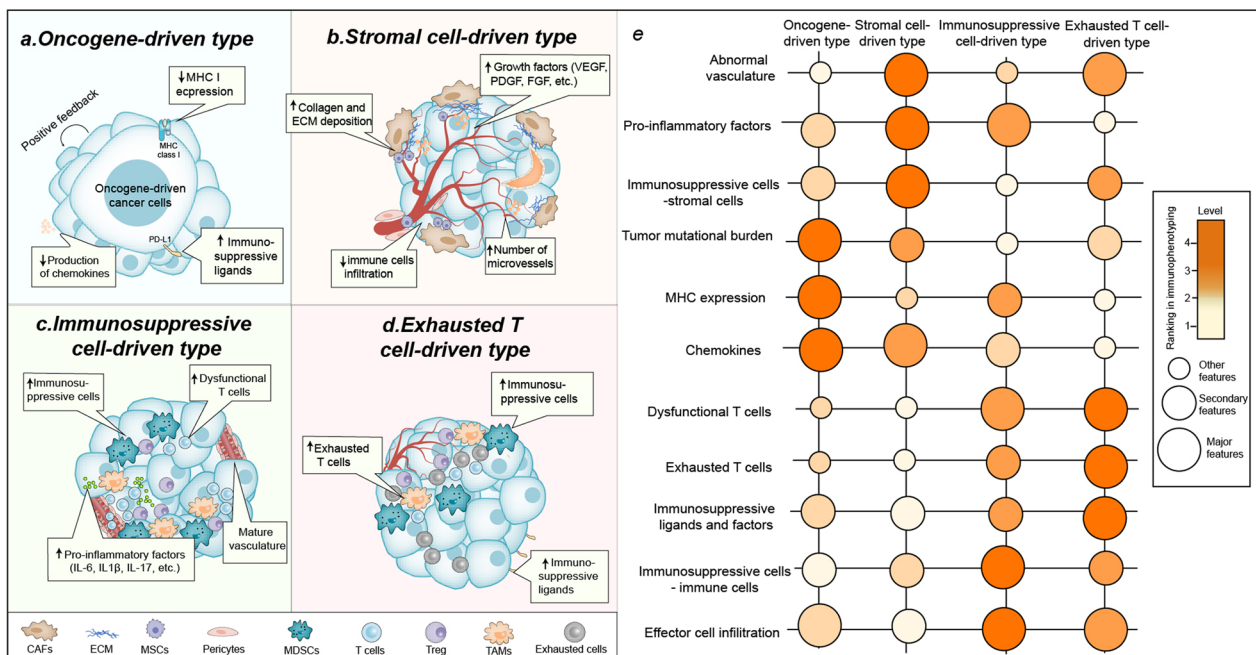 a.Oncogene-driven type
↓MHC I
ecpression
Positive feedback
MHC
class I
Oncogene-driven
cancer cells
PD-L1
↓Production
of chemokines
↑ Immuno-
suppressive
ligands
b.Stromal cell-driven type
↑Growth factors (VEGF,
PDGF, FGF, etc.)
↑Collagen and
ECM deposition
↓immune cells
infiltration
↑Number of
microvessels
c.Immunosuppressive
cell-driven type
↑Immunosu-
ppressive cells
↑Dysfunctional
T cells
Mature
vasculature
↑Pro-inflammatory factors
(IL-6, IL1β, IL-17, etc.)
d.Exhausted T
cell-driven type
↑Immunosu-
ppressive cells
↑Exhausted
T cells
↑Immuno-
suppressive
ligands
CAFs
ECM
MSCs
Pericytes
MDSCs
T cells
Treg
TAMs
Exhausted cells
e
Oncogene-
driven type
Stromal cell-
driven type
Immunosuppressive
cell-driven type
Exhausted T cell-
driven type
Abnormal
vasculature
Pro-inflammatory factors
Immunosuppressive cells
-stromal cells
Tumor mutational burden
MHC expression
Chemokines
Dysfunctional T cells
Exhausted T cells
Immunosuppressive
ligands and factors
Immunosuppressive cells
- immune cells
Effector cell infiltration
Ranking in immunophenotyping
Level
4
3
2
1
Other
features
Secondary
features
Major
features